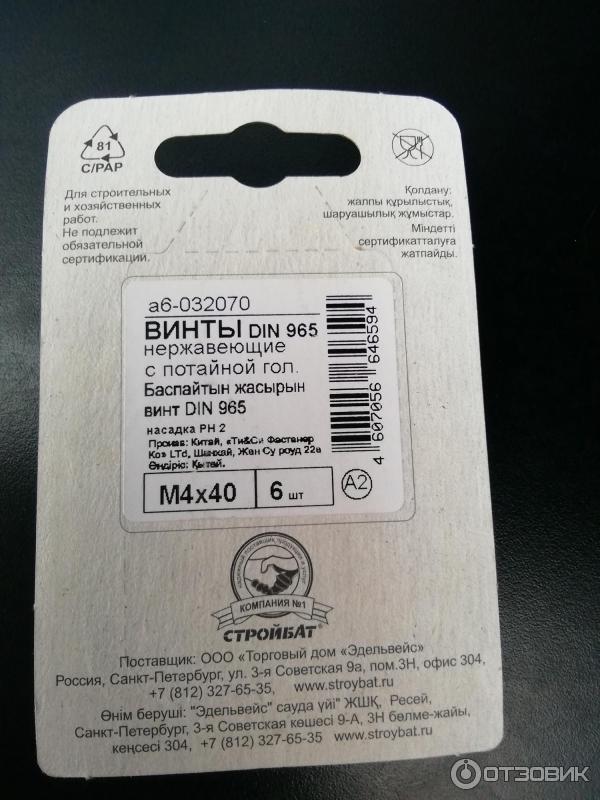 81
C/PAP
Для строительных
и хозяйственных
работ.
Не подлежит
обязательной
сертификации.
Қолдану:
жалпы құрылыстық,
шаруашылық жұмыстар.
Міндетті
сертификатталуға
жатпайды.
а6-032070
ВИНТЫ DIN 965
нержавеющие
с потайной гол.
Баспайтын жасырын
винт DIN 965
насадка PH 2
Произв: Китай, «Ти&Си Фастенер
Ко» LTd, Шанхай, Жен Су роуд 22в
Өндіріс: Қытай.
М4х40
6 шт
A2
4 607056 646594
КОМПАНИЯ №1
СТРОЙБАТ®
Поставщик: ООО «Торговый дом «Эдельвейс»
Россия, Санкт-Петербург, ул. 3-я Советская 9а, пом.3Н, офис 304,
+7 (812) 327-65-35, www.stroybat.ru
Өнім беруші: "Эдельвейс" сауда үйі" ЖШҚ, Ресей,
Санкт-Петербург, 3-я Советская көшесі 9-А, 3Н бөлме-жайы,
кеңсесі 304, +7 (812) 327-65-35 www.stroybat.ru
ОТЗОВИК